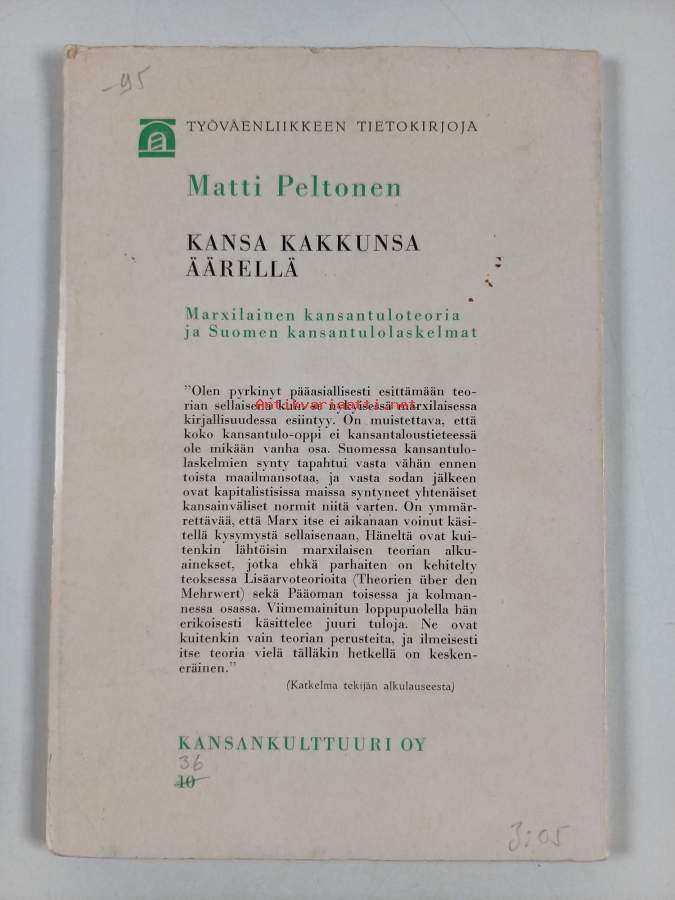 -95
TYÖVÄENLIIKKEEN TIETOKIRJOJA
Matti Peltonen
KANSA KAKKUNSA
ÄÄRELLÄ
Marxilainen kansantuloteoria
ja Suomen kansantulolaskelmat
"Olen pyrkinyt pääasiallisesti esittämään teo-
rian sellaisena kuin se nykyisessä marxilaisessa
Antikvariaatti.net
kirjallisuudessa esiintyy. On muistettava, että
koko kansantulo-oppi ei kansantaloustieteessä
ole mikään vanha osa. Suomessa kansantulo-
laskelmien synty tapahtui vasta vähän ennen
toista maailmansotaa, ja vasta sodan jälkeen
ovat kapitalistisissa maissa syntyneet yhtenäiset
kansainväliset normit niitä varten. On ymmär-
rettävää, että Marx itse ei aikanaan voinut käsi-
tellä kysymystä sellaisenaan, Häneltä ovat kui-
tenkin lähtöisin marxilaisen teorian alku-
ainekset, jotka ehkä parhaiten on kehitelty
teoksessa Lisäarvoteorioita (Theorien über den
Mehrwert) sekä Pääoman toisessa ja kolman-
nessa osassa. Viimemainitun loppupuolella hän
erikoisesti käsittelee juuri tuloja. Ne ovat
kuitenkin vain teorian perusteita, ja ilmeisesti
itse teoria vielä tälläkin hetkellä on kesken-
eräinen."
(Katkelma tekijän alkulauseesta)
KANSANKULTTUURI OY
36
10
3:05